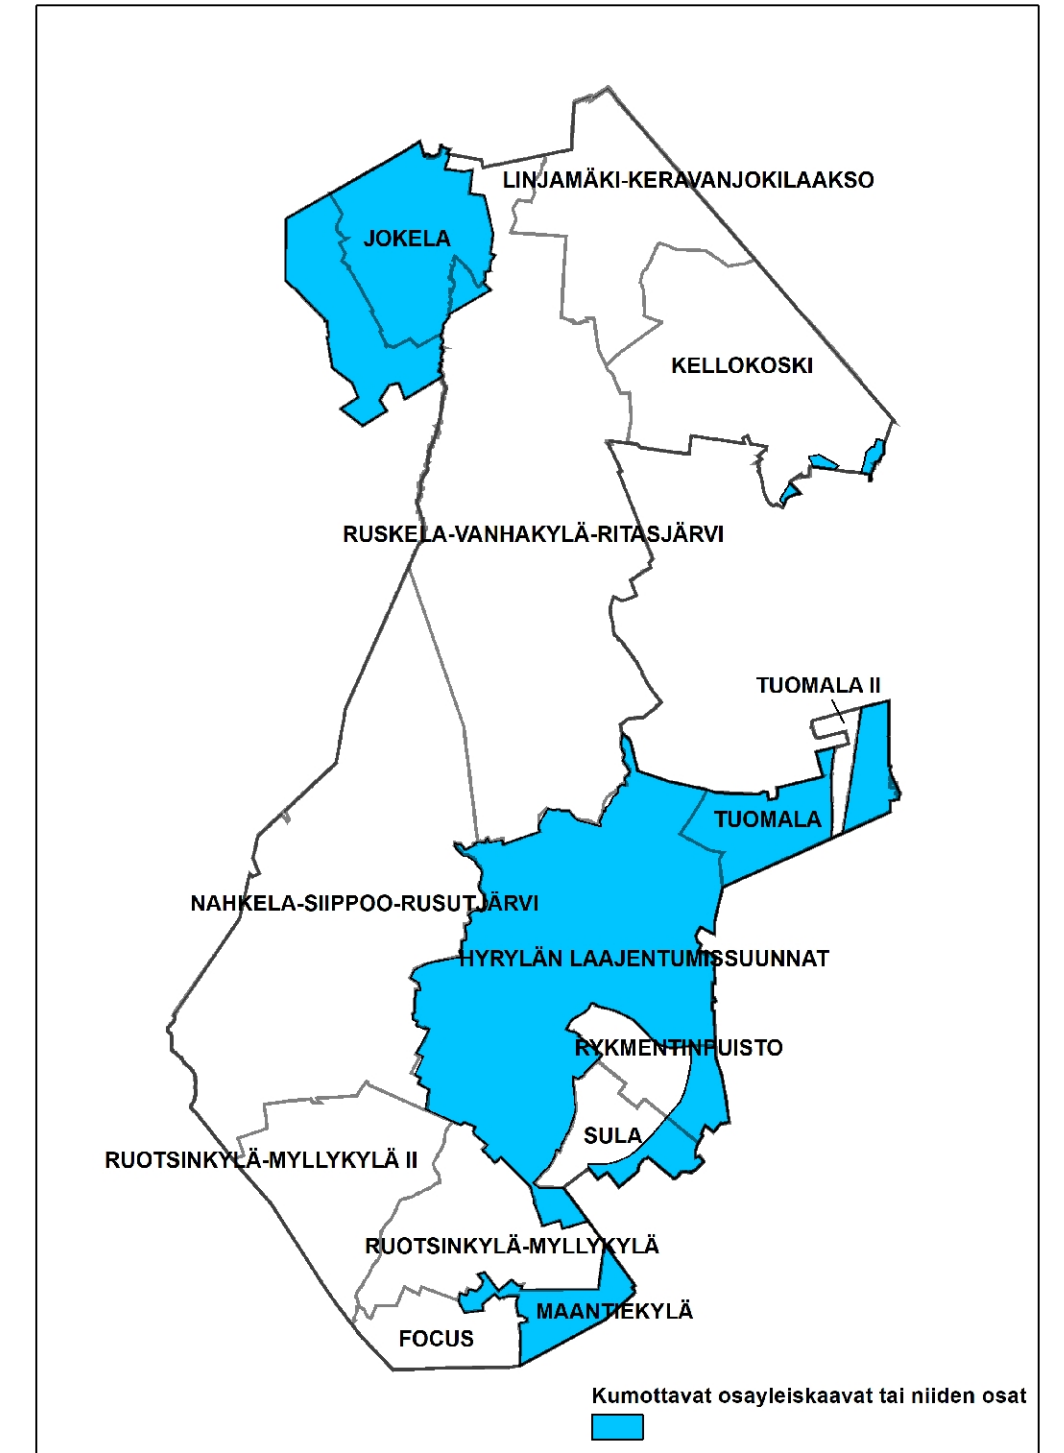 LINJAMÄKI-KERAVANJOKILAAKSO
JOKELA
KELLOKOSKI
RUSKELA-VANHAKYLÄ-RITASJÄRVI
TUOMALA II
TUOMALA
NAHKELA-SIIPPOO-RUSUTJÄRVI
HYRYLÄN LAAJENTUMISSUUNNAT
RYKMENTINPUISTO
SULA
RUOTSINKYLÄ-MYLLYKYLÄ II
RUOTSINKYLÄ-MYLLYKYLÄ
MAANTIEKYLÄ
FOCUS
Kumottavat osayleiskaavat tai niiden osat